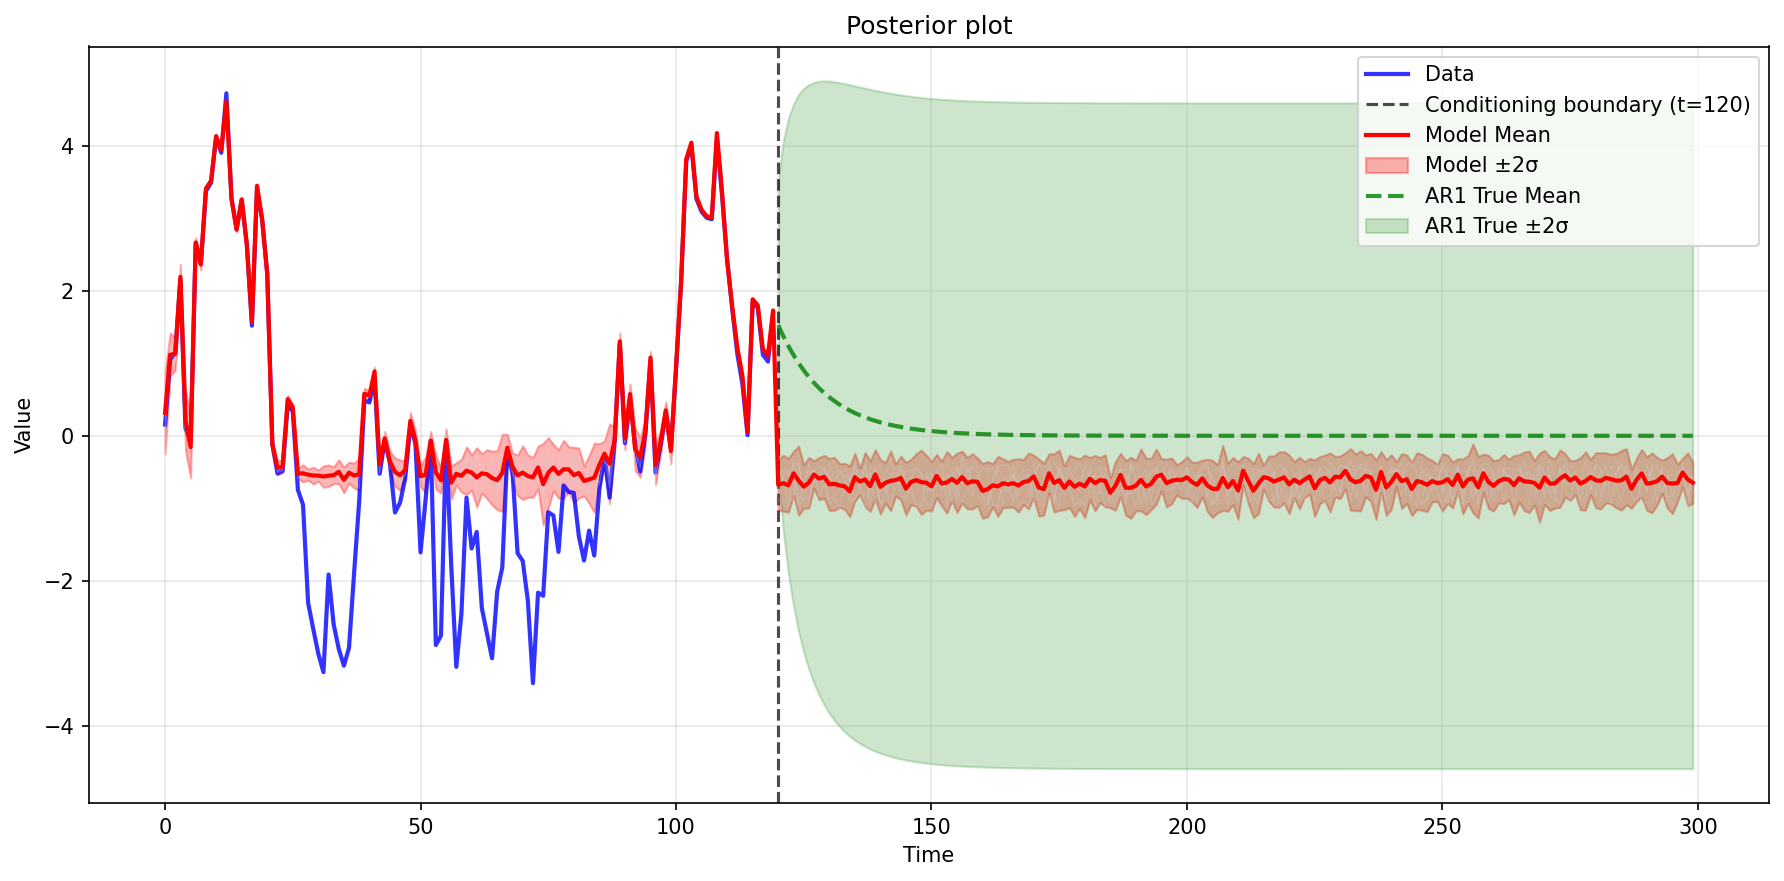 Posterior plot
Data
Conditioning boundary (t=120)
Model Mean
Model ±2σ
AR1 True Mean
AR1 True ±2σ
Value
4
2
0
−2
−4
0
50
100
150
200
250
300
Time